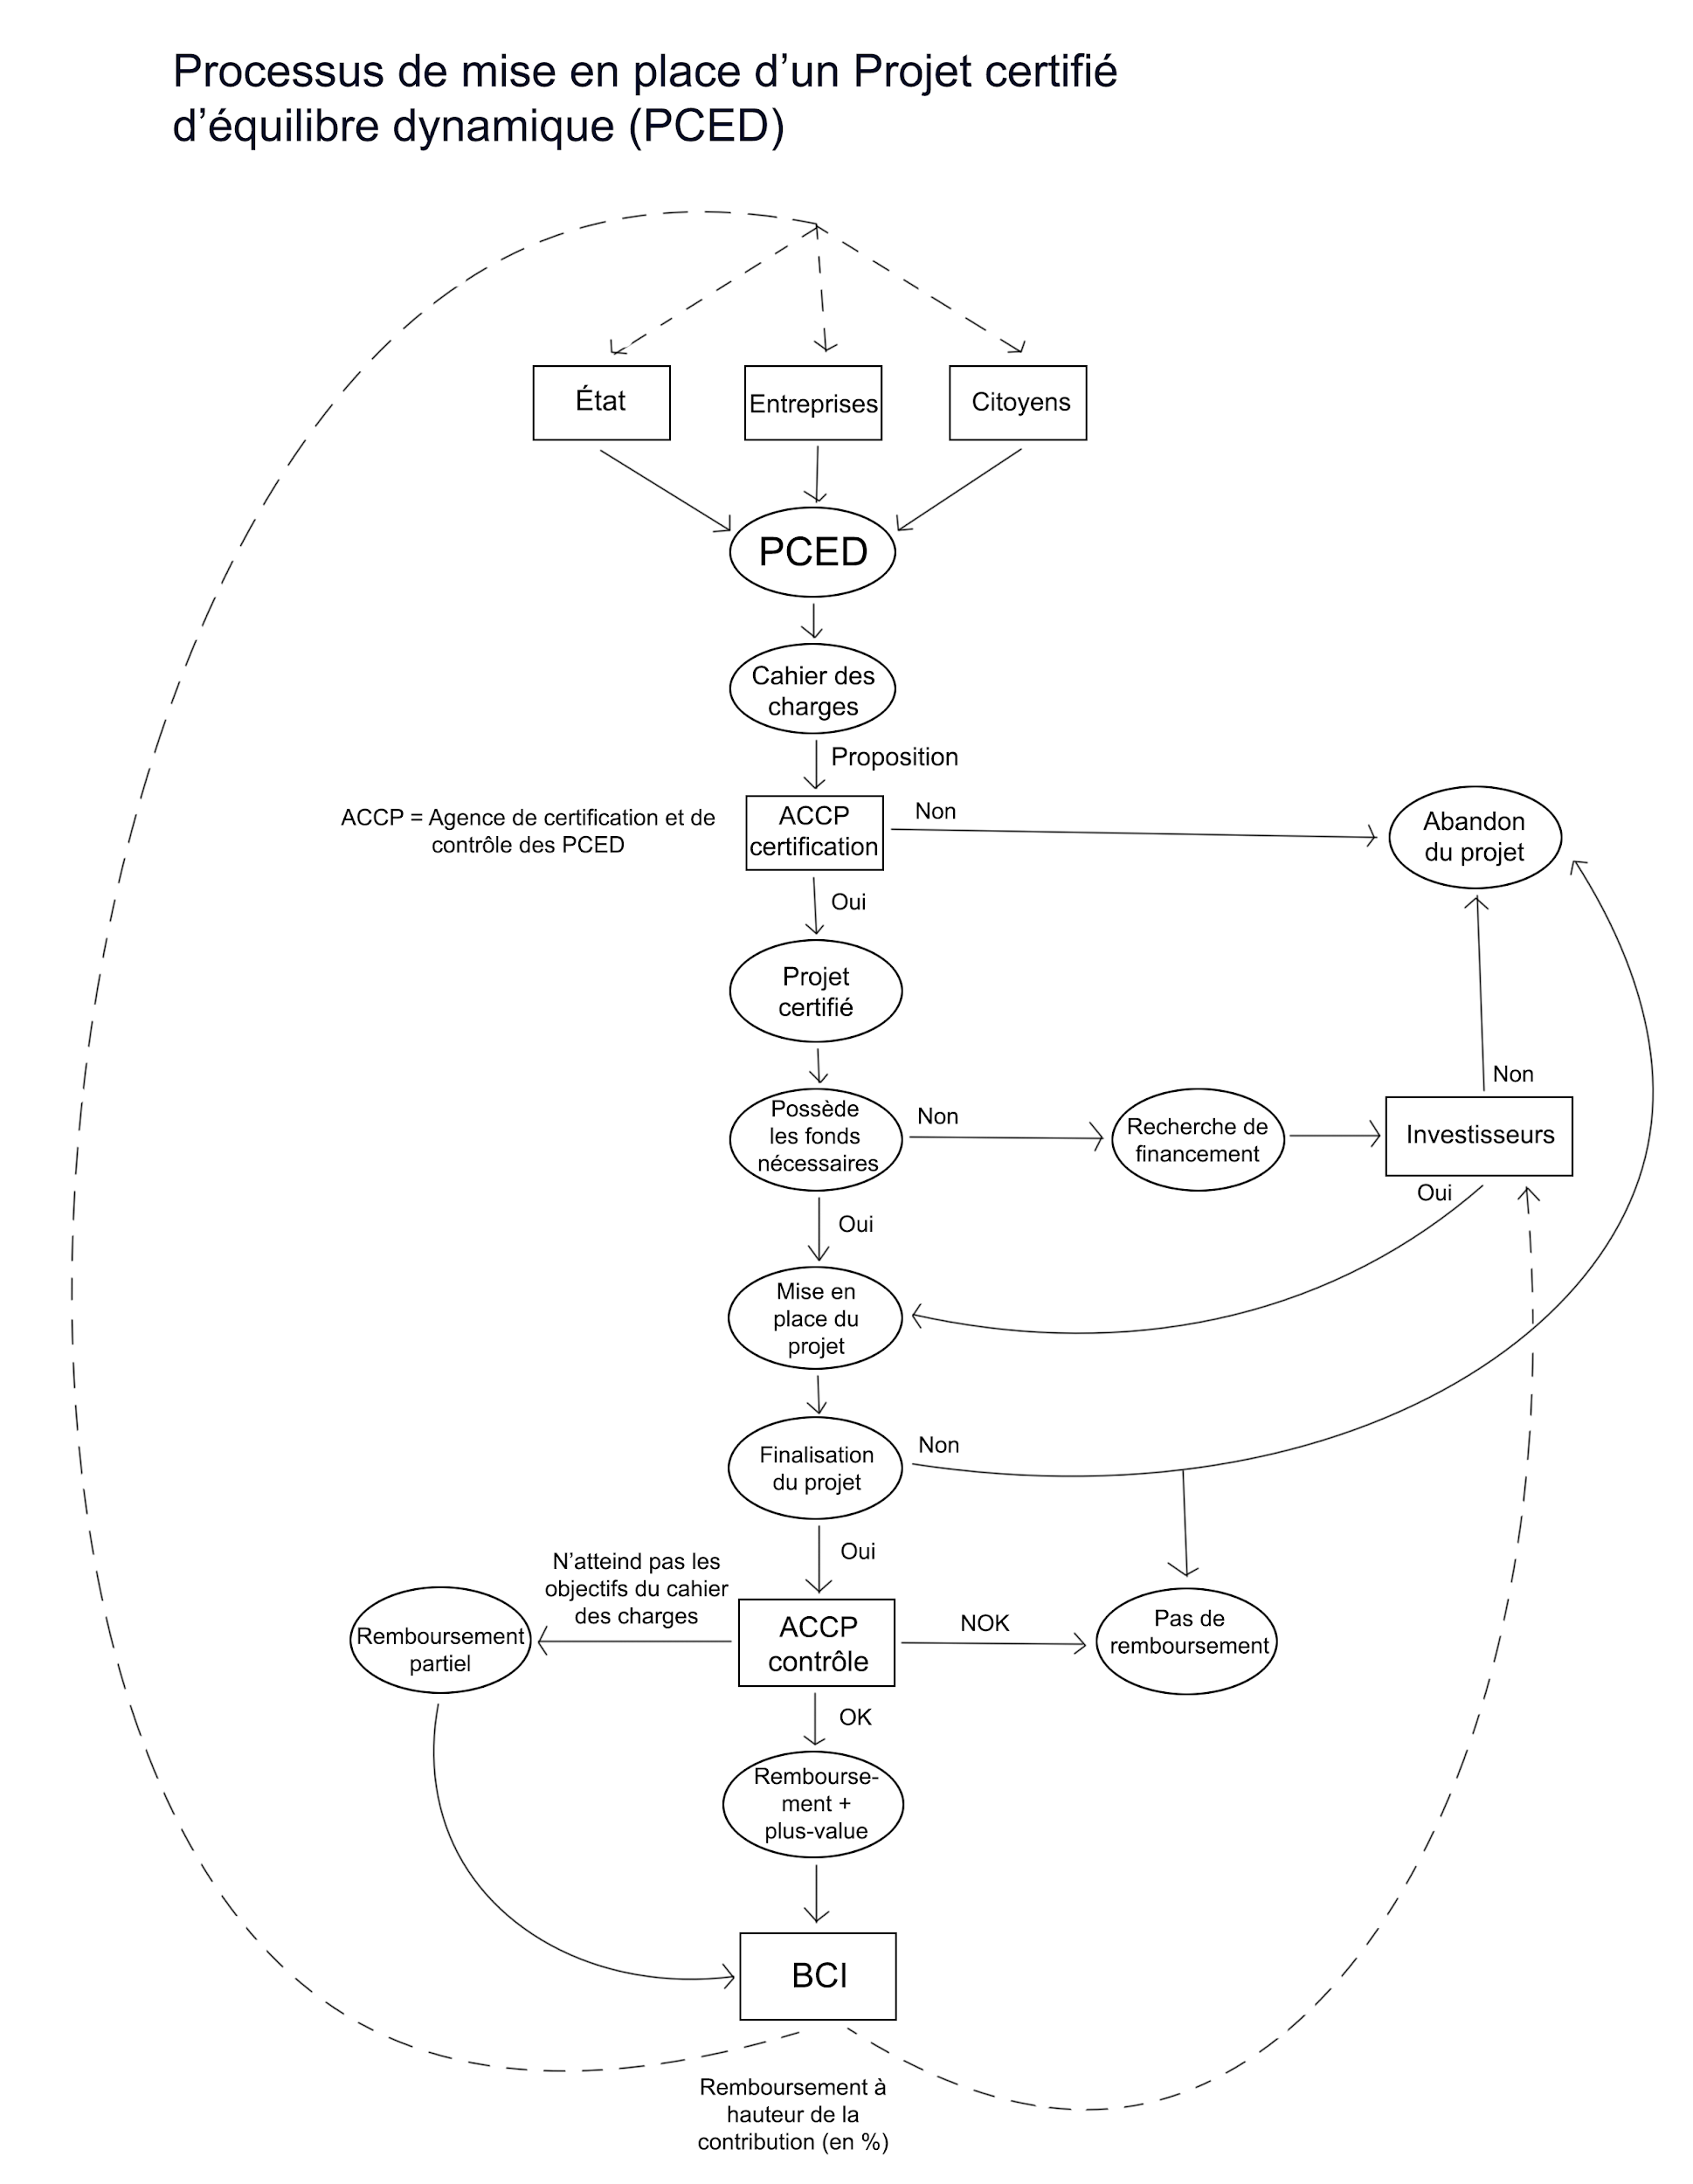 Processus de mise en place d’un Projet certifié
d’équilibre dynamique (PCED)
État
Entreprises
Citoyens
PCED
Cahier des
charges
Proposition
ACCP = Agence de certification et de
contrôle des PCED
ACCP
certification
Non
Abandon
du projet
Oui
Projet
certifié
Possède
les fonds
nécessaires
Non
Recherche de
financement
Non
Investisseurs
Oui
Oui
Mise en
place du
projet
Finalisation
du projet
Non
Oui
N’atteind pas les
objectifs du cahier
des charges
Remboursement
partiel
ACCP
contrôle
NOK
Pas de
remboursement
OK
Rembourse-
ment +
plus-value
BCI
Remboursement à
hauteur de la
contribution (en %)